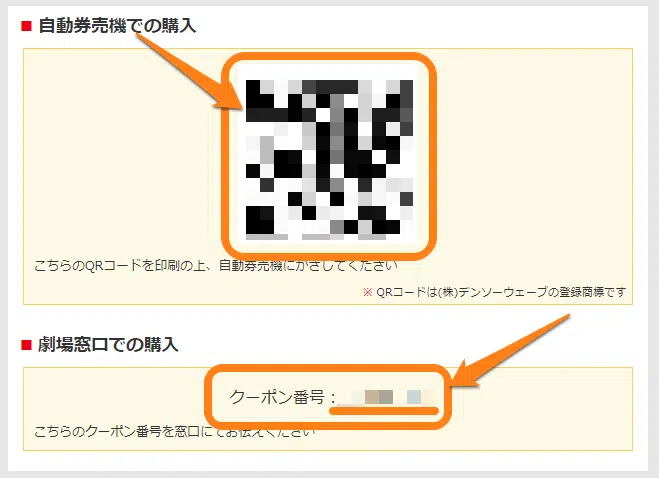 ■ 自動券売機での購入
こちらのQRコードを印刷の上、自動券売機にかざしてください
※ QRコードは(株)デンソーウェーブの登録商標です
■ 劇場窓口での購入
クーポン番号：
こちらのクーポン番号を窓口にてお伝えください